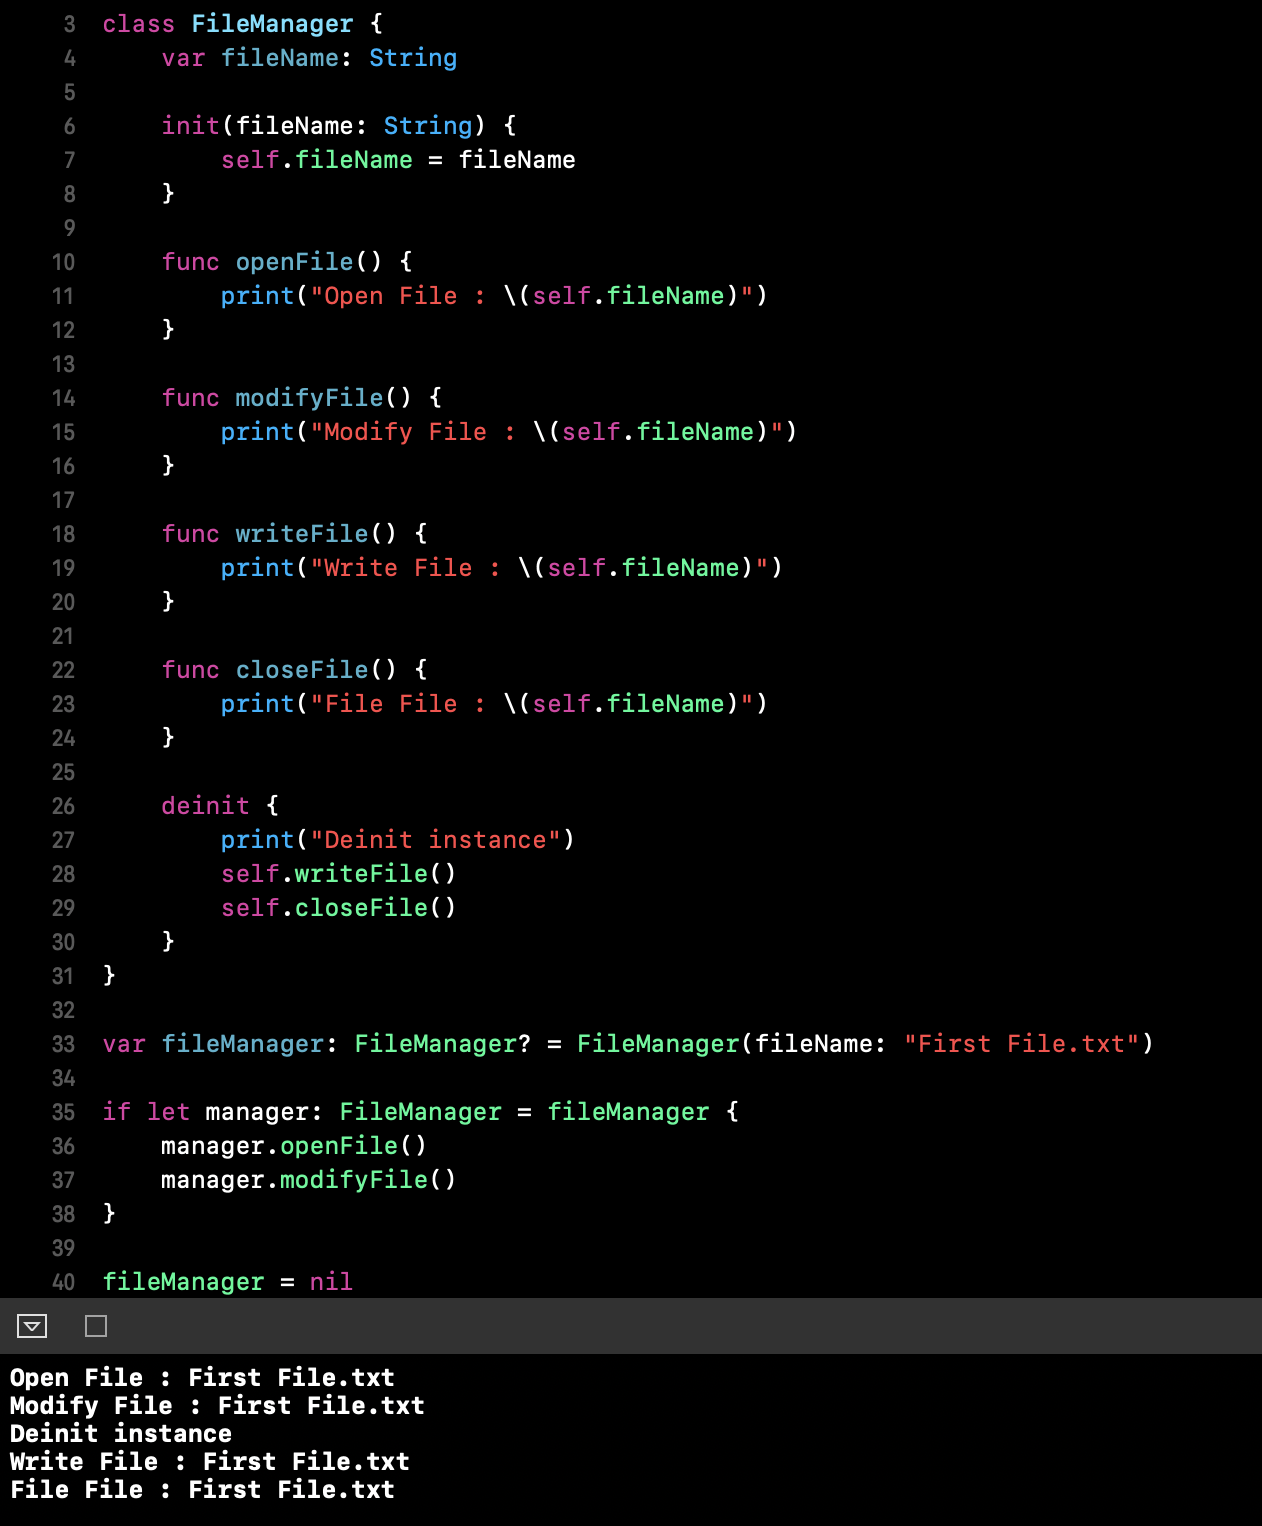 3 class FileManager {
4     var fileName: String
5
6     init(fileName: String) {
7         self.fileName = fileName
8     }
9
10     func openFile() {
11         print("Open File : \(self.fileName)")
12     }
13
14     func modifyFile() {
15         print("Modify File : \(self.fileName)")
16     }
17
18     func writeFile() {
19         print("Write File : \(self.fileName)")
20     }
21
22     func closeFile() {
23         print("File File : \(self.fileName)")
24     }
25
26     deinit {
27         print("Deinit instance")
28         self.writeFile()
29         self.closeFile()
30     }
31 }
32
33 var fileManager: FileManager? = FileManager(fileName: "First File.txt")
34
35 if let manager: FileManager = fileManager {
36     manager.openFile()
37     manager.modifyFile()
38 }
39
40 fileManager = nil
Open File : First File.txt
Modify File : First File.txt
Deinit instance
Write File : First File.txt
File File : First File.txt